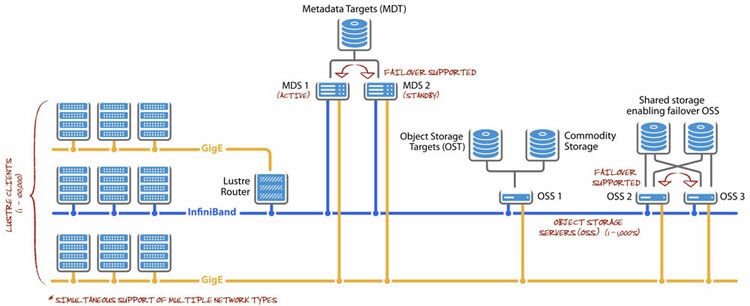 Metadata Targets (MDT)
FAILOVER SUPPORTED
MDS 1
(ACTIVE)
MDS 2
(STANDBY)
Object Storage
Targets (OST)
Commodity
Storage
Shared storage
enabling failover OSS
FAILOVER
SUPPORTED
LUSTRE CLIENTS
(1 – 100,000)
GigE
Lustre
Router
OSS 1
OSS 2
OSS 3
InfiniBand
OBJECT STORAGE
SERVERS (OSS) (1 – 1,000'S)
GigE
* SIMULTANEOUS SUPPORT OF MULTIPLE NETWORK TYPES